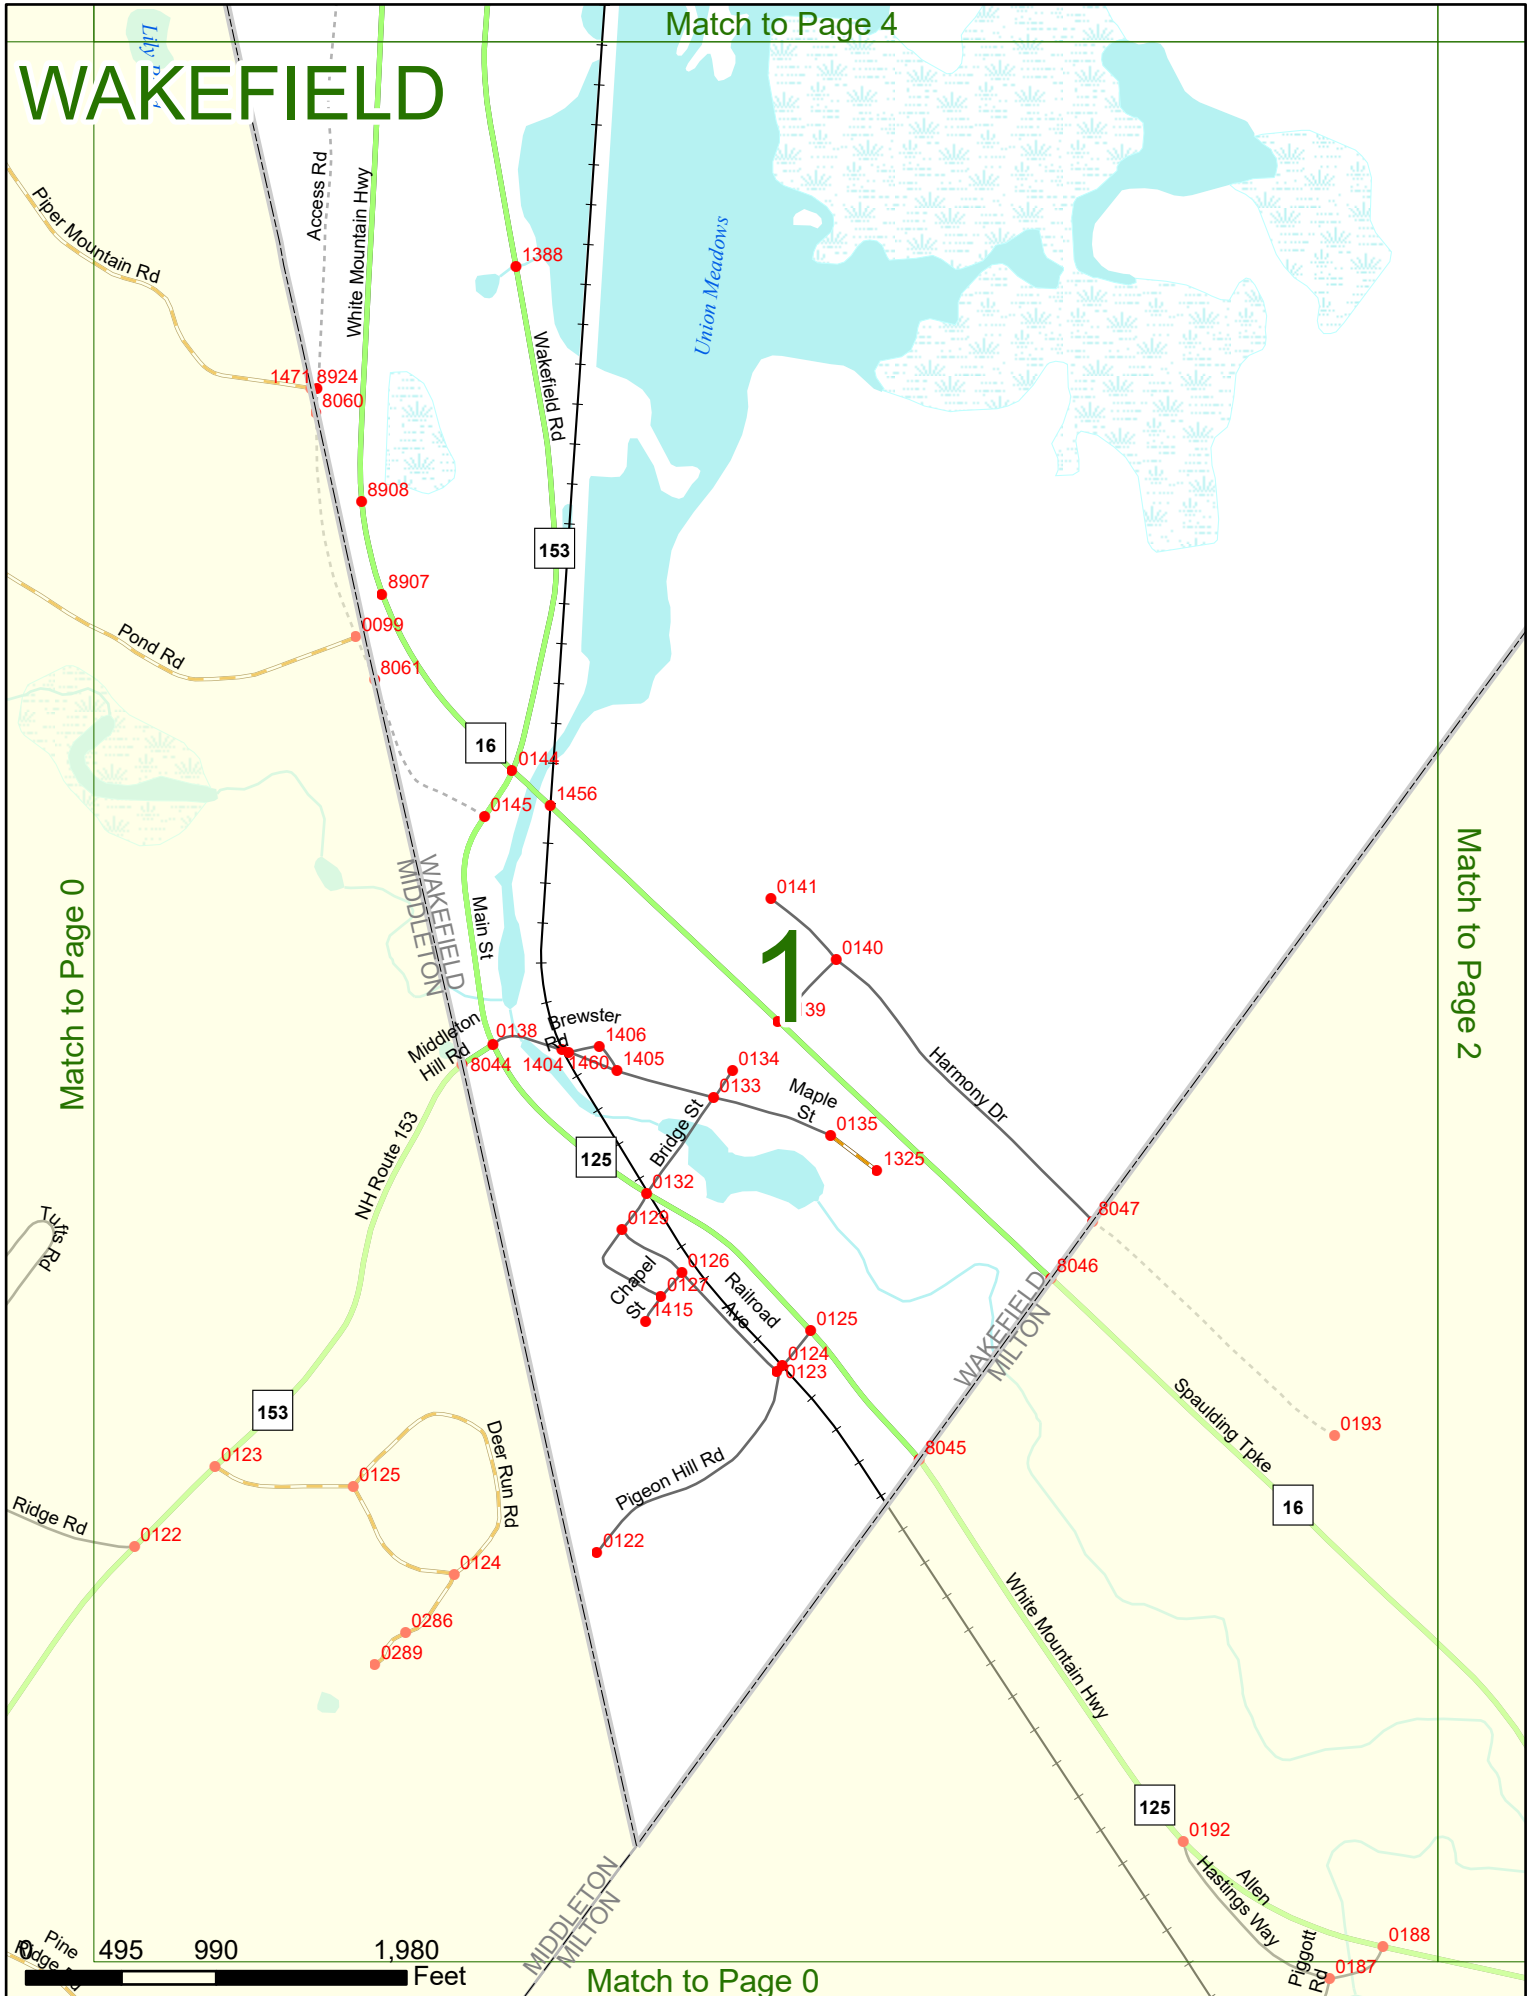 Match to Page 4
Lily
WAKEFIELD
Access Rd
White Mountain Hwy
Piper Mountain Rd
Union Meadows
1388
Wakefield Rd
1471
8924
8060
8908
153
8907
0099
Pond Rd
8061
16
0144
1456
0145
WAKEFIELD
MIDDLETON
Match to Page 0
Main St
Match to Page 2
0141
1
0140
39
Brewster
Rd
Middleton
Hill Rd
0138
1406
8044
1404
1460
1405
0134
0133
Harmony Dr
Maple
St
0135
Bridge St
125
1325
NH Route 153
0132
Tufts
Rd
0129
8047
0126
8046
Chapel
St
0127
Railroad
Ave
1415
0125
WAKEFIELD
MILTON
0124
0123
153
Spaulding Tpke
0193
8045
0123
Deer Run Rd
0125
Pigeon Hill Rd
16
Ridge Rd
0122
0122
0124
White Mountain Hwy
0286
0289
125
0192
MIDDLETON
MILTON
Allen
Hastings Way
Pine
Ridge Rd
Piggott
Rd
0188
0187
0 495 990 1,980
Feet
Match to Page 0